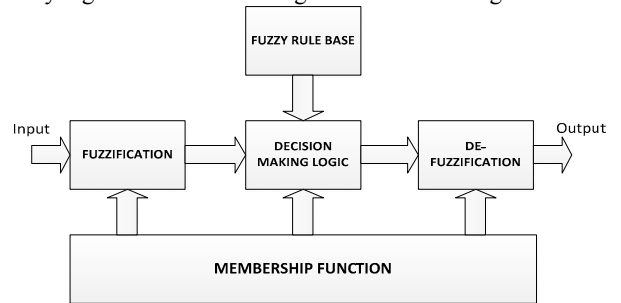 FUZZY RULE BASE
Input
FUZZIFICATION
DECISION
MAKING LOGIC
DE-
FUZZIFICATION
Output
MEMBERSHIP FUNCTION